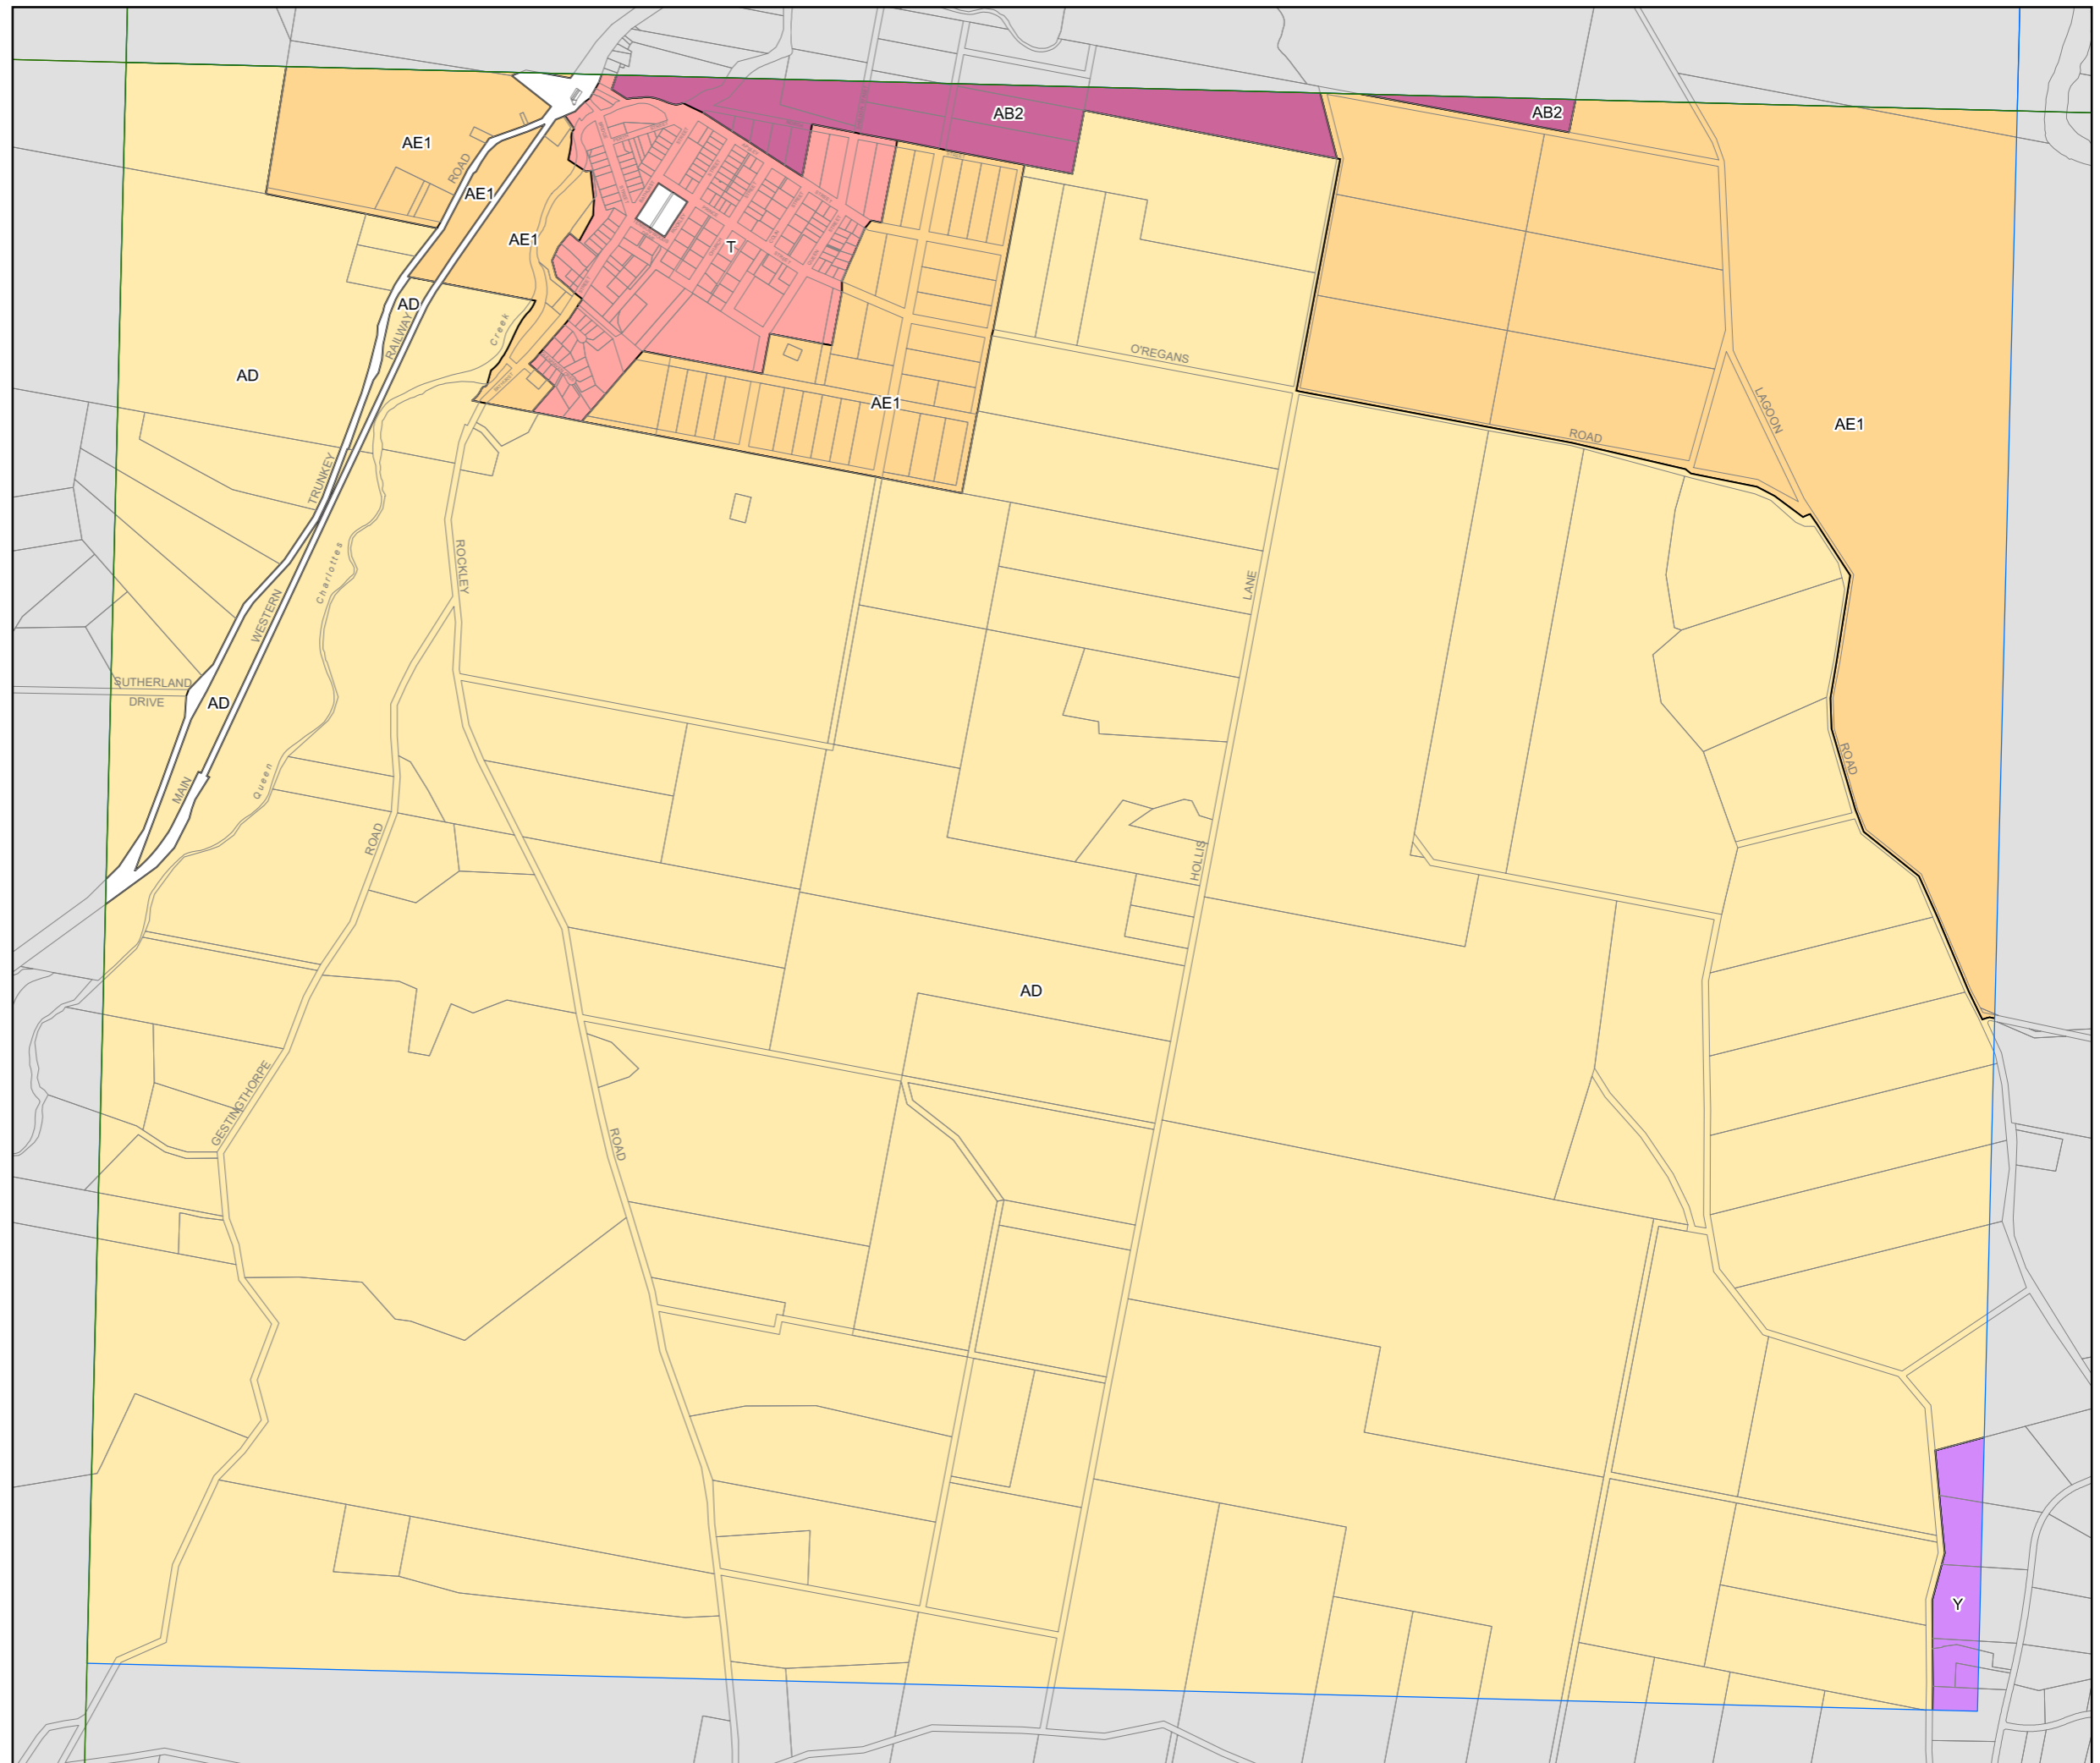 AB2
AB2
AE1
ROAD
AE1
AE1
T
AD
RAILWAY
Creek
O'REGANS
AD
AE1
LAGOON
AE1
ROAD
TRUNKEY
Charlottes
ROCKLEY
LANE
WESTERN
SUTHERLAND
DRIVE
AD
MAIN
Queen
ROAD
ROAD
HOLLIS
AD
GESTINGTHORPE
ROAD
Y